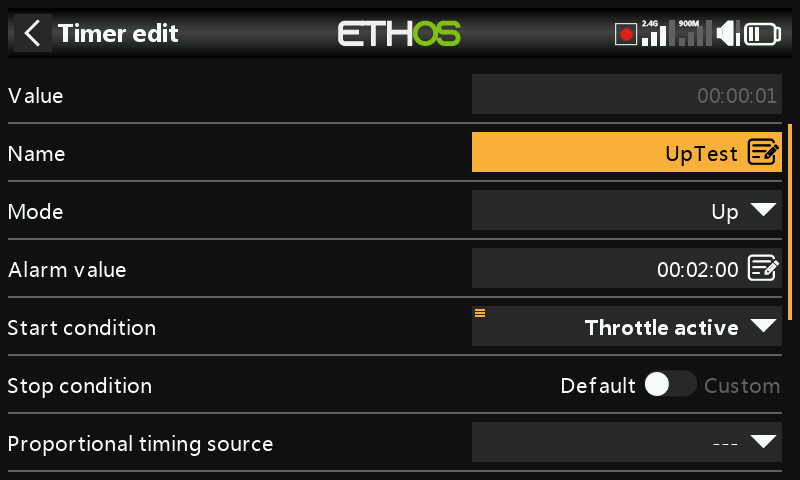 Timer edit ETHOS 2.4G 900M
Value 00:00:01
Name UpTest
Mode Up
Alarm value 00:02:00
Start condition Throttle active
Stop condition Default Custom
Proportional timing source ---